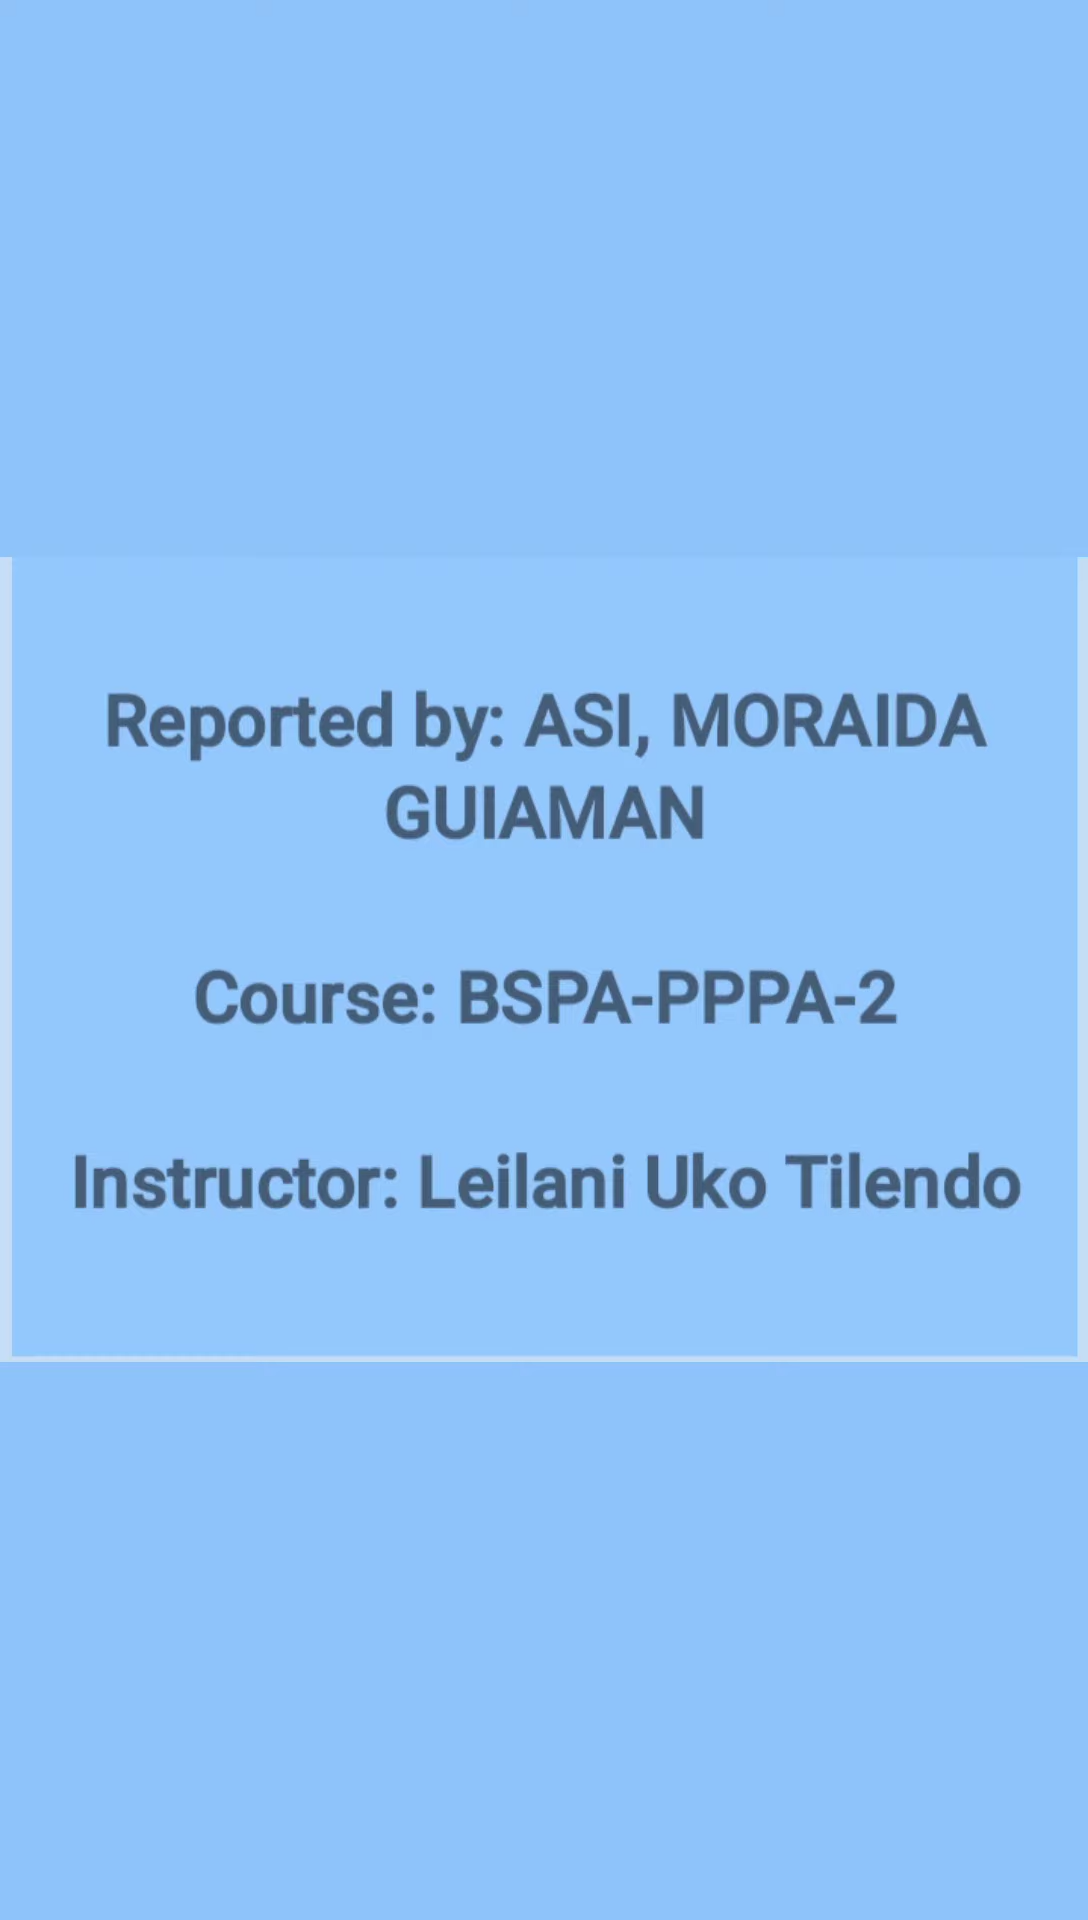 Reported by: ASI, MORAIDA
GUIAMAN
Course: BSPA-PPPA-2
Instructor: Leilani Uko Tilendo